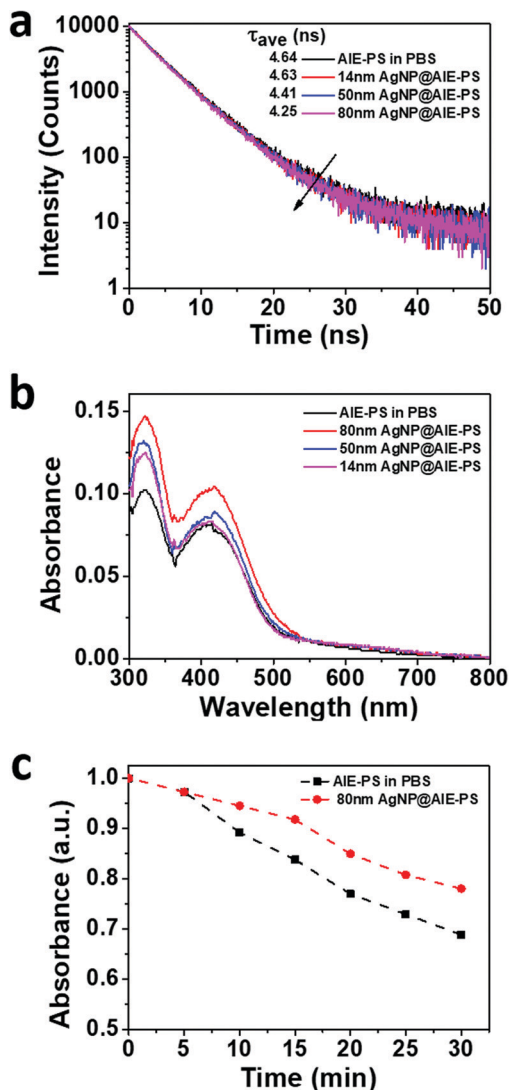 a
τave (ns)
4.64 AIE-PS in PBS
4.63 14nm AgNP@AIE-PS
4.41 50nm AgNP@AIE-PS
4.25 80nm AgNP@AIE-PS
10000
1000
100
10
1
Intensity (Counts)
0 10 20 30 40 50
Time (ns)
b
AIE-PS in PBS
80nm AgNP@AIE-PS
50nm AgNP@AIE-PS
14nm AgNP@AIE-PS
0.15
0.10
0.05
0.00
Absorbance
300 400 500 600 700 800
Wavelength (nm)
c
AIE-PS in PBS
80nm AgNP@AIE-PS
1.0
0.9
0.8
0.7
0.6
0.5
Absorbance (a.u.)
0 5 10 15 20 25 30
Time (min)